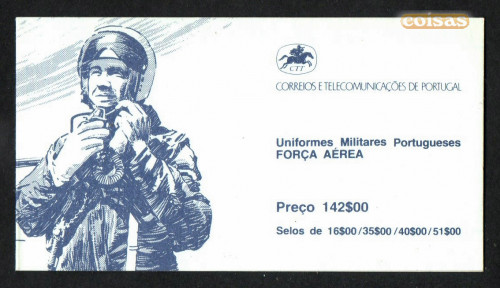 coisas
CTT
CORREIOS E TELECOMUNICAÇÕES DE PORTUGAL
Uniformes Militares Portugueses
FORÇA AÉREA
Preço 142$00
Selos de 16$00/35$00/40$00/51$00